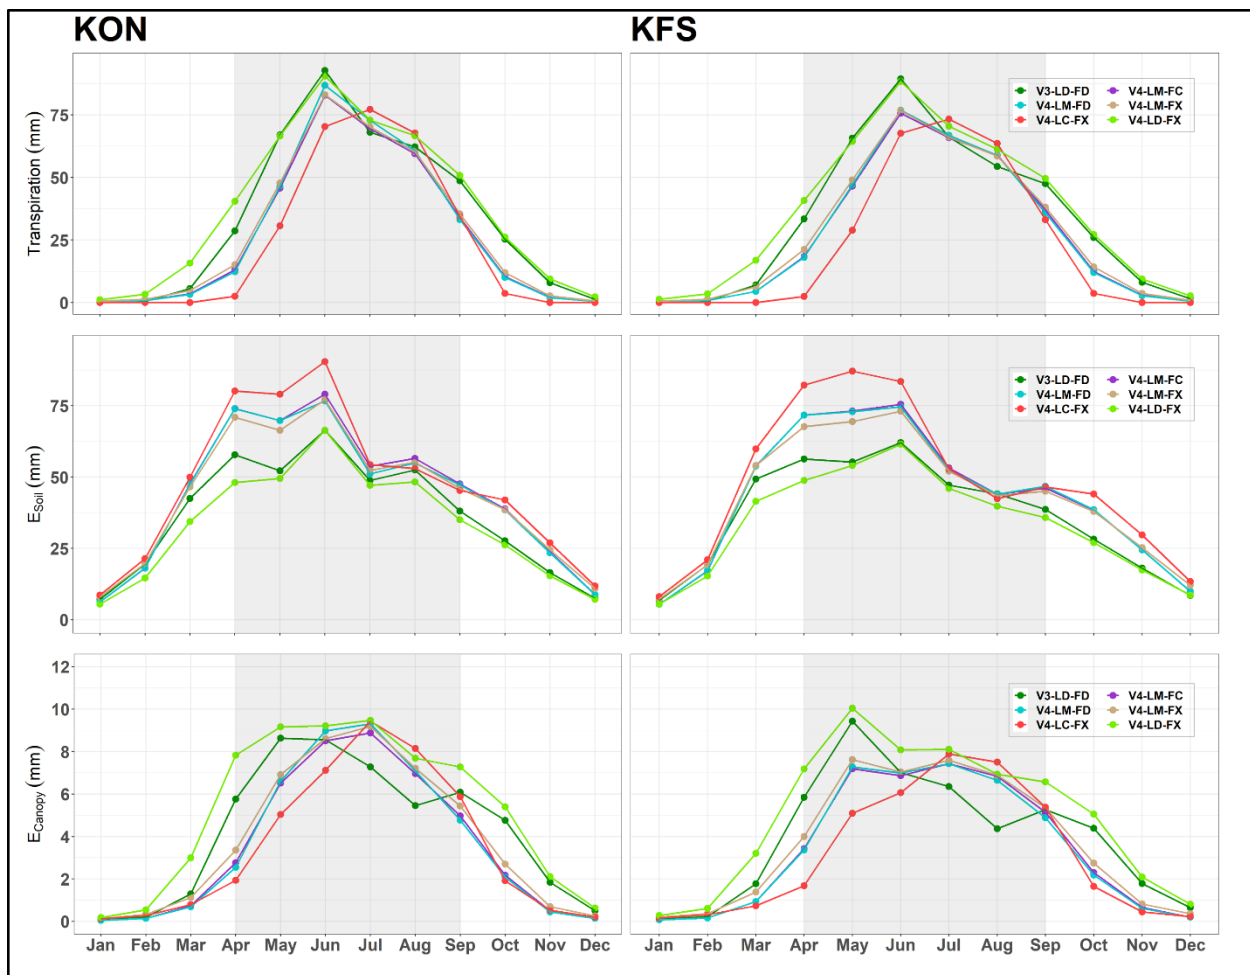 KON KFS
Transpiration (mm)
75
50
25
0
V3-LD-FD V4-LM-FC
V4-LM-FD V4-LM-FX
V4-LC-FX V4-LD-FX
E Soil (mm)
75
50
25
0
V3-LD-FD V4-LM-FC
V4-LM-FD V4-LM-FX
V4-LC-FX V4-LD-FX
E Canopy (mm)
12
10
8
6
4
2
0
V3-LD-FD V4-LM-FC
V4-LM-FD V4-LM-FX
V4-LC-FX V4-LD-FX
Jan Feb Mar Apr May Jun Jul Aug Sep Oct Nov Dec Jan Feb Mar Apr May Jun Jul Aug Sep Oct Nov Dec